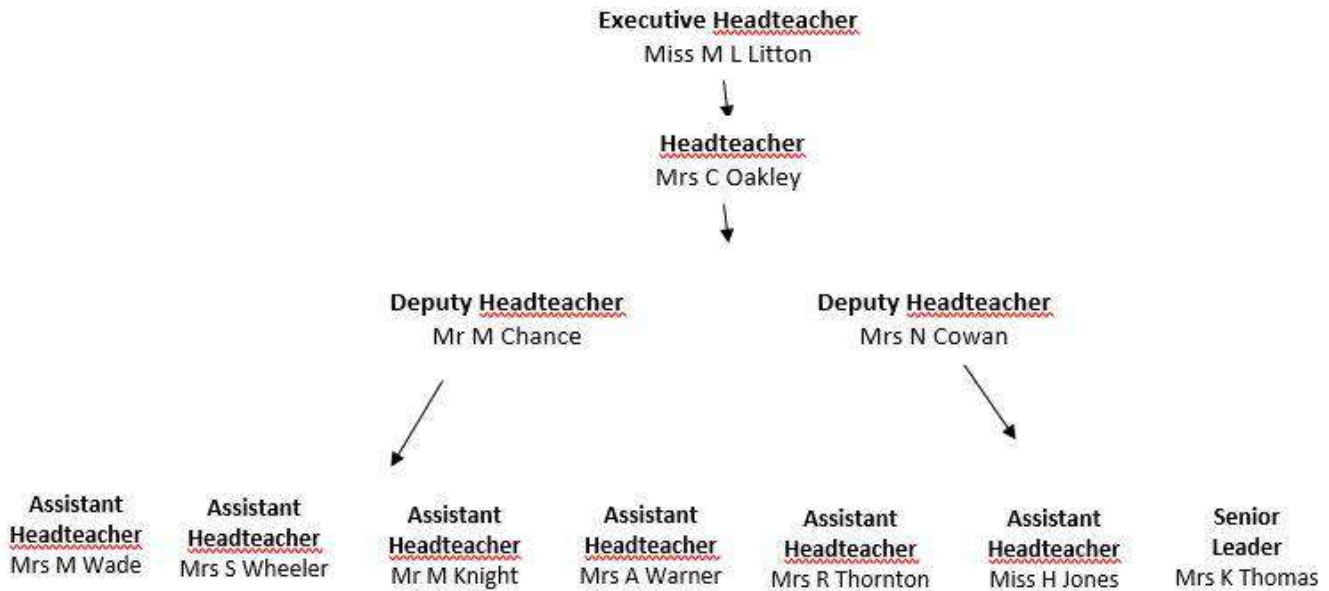 Executive Headteacher
Miss M L Litton
Headteacher
Mrs C Oakley
Deputy Headteacher
Mr M Chance
Deputy Headteacher
Mrs N Cowan
Assistant
Headteacher
Mrs M Wade
Assistant
Headteacher
Mrs S Wheeler
Assistant
Headteacher
Mr M Knight
Assistant
Headteacher
Mrs A Warner
Assistant
Headteacher
Mrs R Thornton
Assistant
Headteacher
Miss H Jones
Senior
Leader
Mrs K Thomas